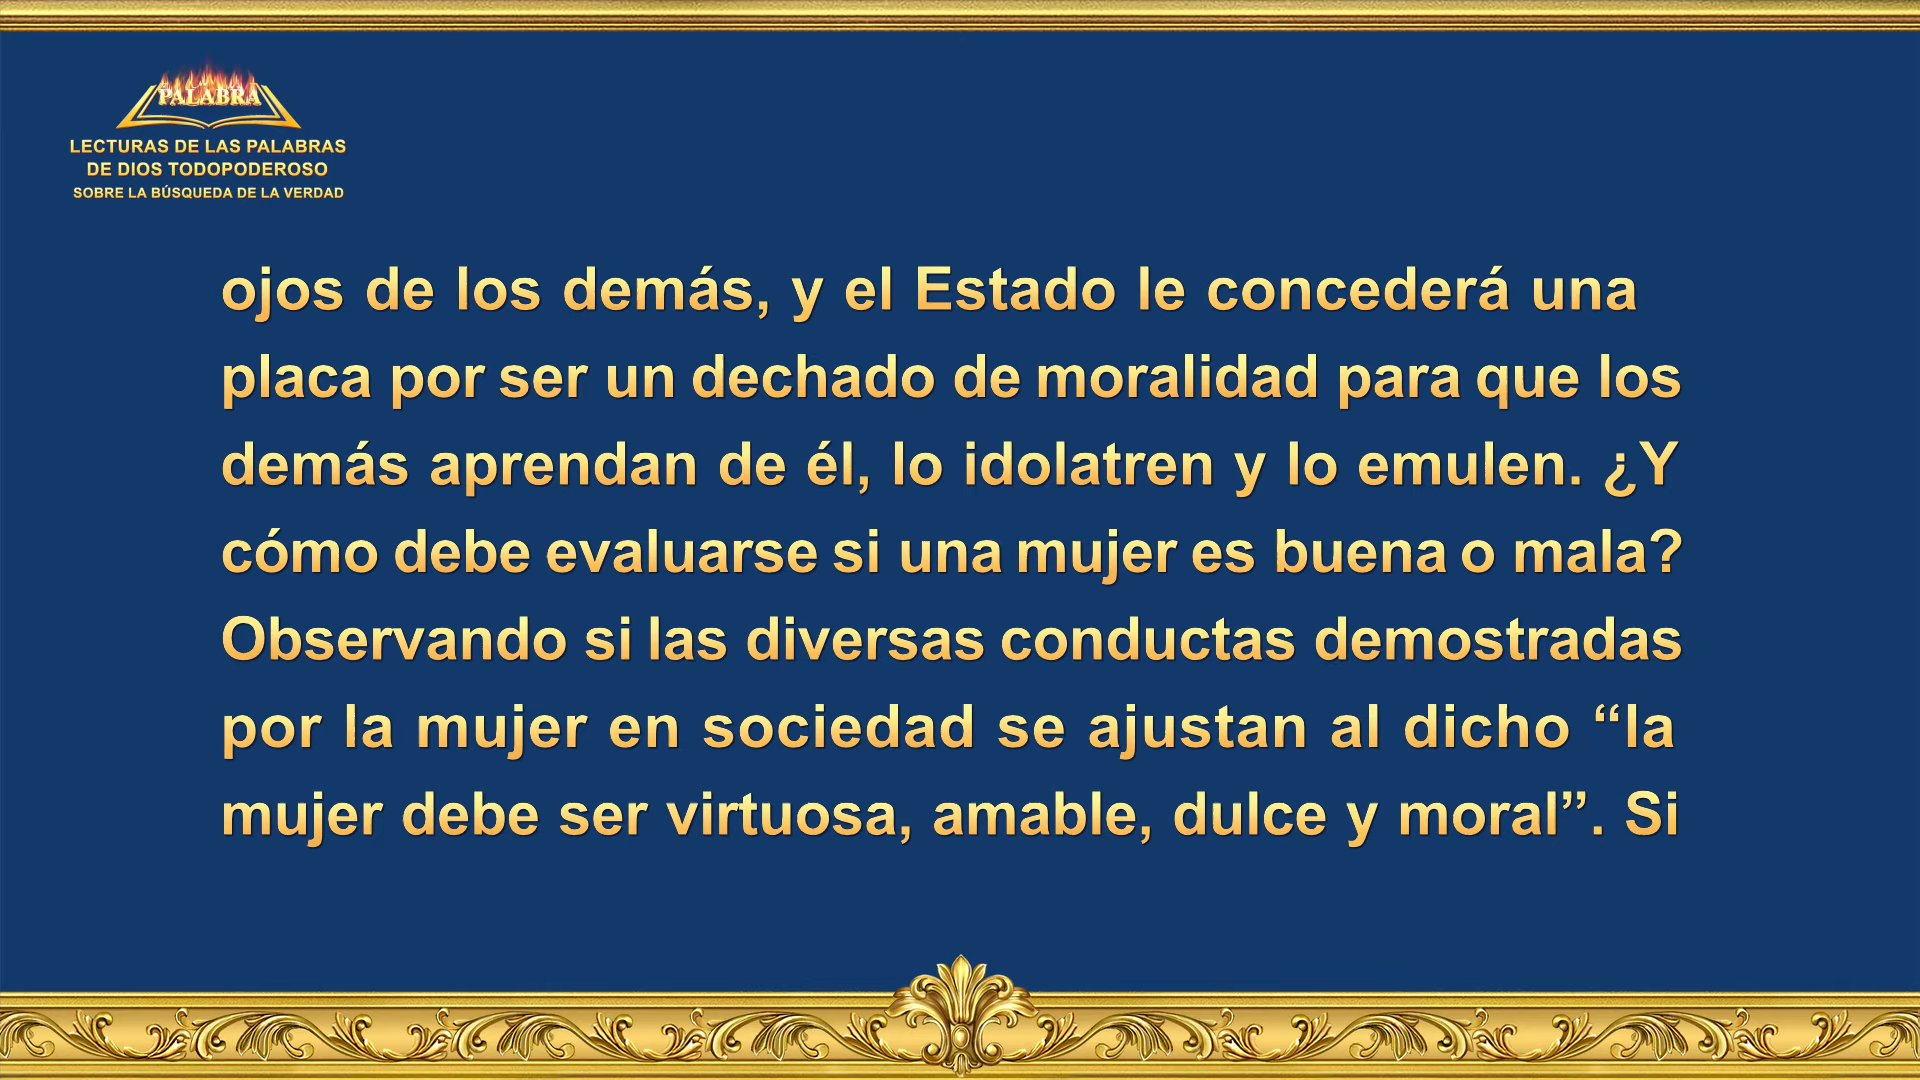 PALABRA
LECTURAS DE LAS PALABRAS
DE DIOS TODOPODEROSO
SOBRE LA BÚSQUEDA DE LA VERDAD
ojos de los demás, y el Estado le concederá una
placa por ser un dechado de moralidad para que los
demás aprendan de él, lo idolatren y lo emulen. ¿Y
cómo debe evaluarse si una mujer es buena o mala?
Observando si las diversas conductas demostradas
por la mujer en sociedad se ajustan al dicho “la
mujer debe ser virtuosa, amable, dulce y moral”. Si